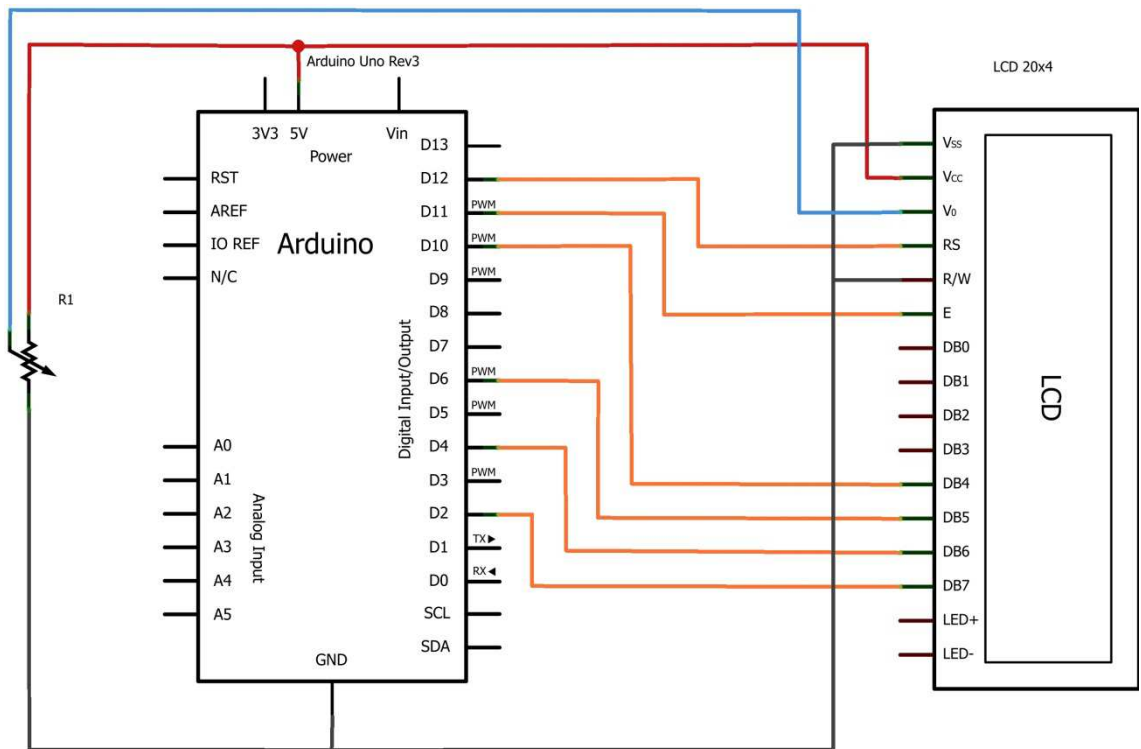 Arduino Uno Rev3
LCD 20x4
3V3 5V Vin
Power
RST
AREF
IO REF
N/C
Arduino
R1
A0
A1
A2
A3
A4
A5
Analog Input
Digital Input/Output
D13
D12
D11 PWM
D10 PWM
D9 PWM
D8
D7
D6 PWM
D5 PWM
D4
D3 PWM
D2
D1 TX ▶
D0 RX ◀
SCL
SDA
GND
VSS
VCC
V0
RS
R/W
E
DB0
DB1
DB2
DB3
DB4
DB5
DB6
DB7
LED+
LED-
LCD